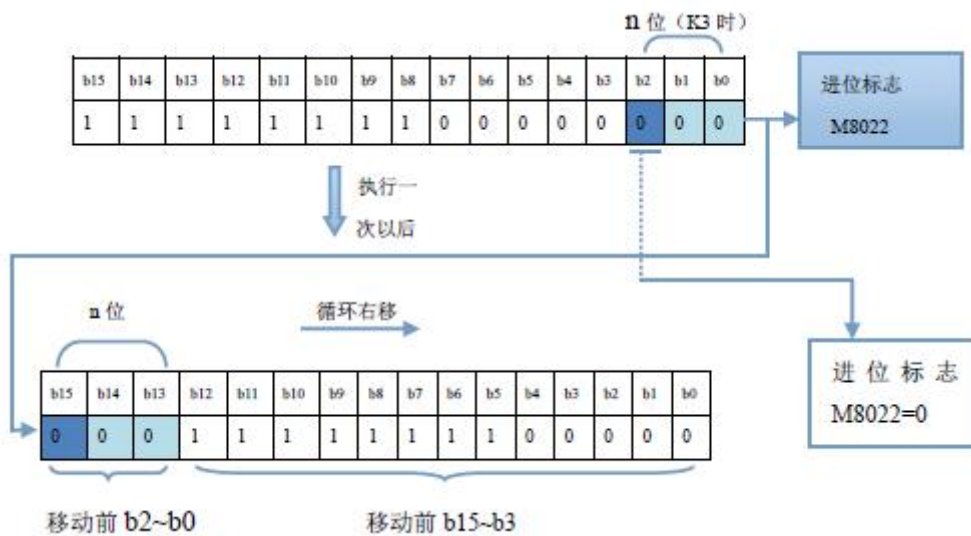 n 位（K3 时）
b15 b14 b13 b12 b11 b10 b9 b8 b7 b6 b5 b4 b3 b2 b1 b0
1 1 1 1 1 1 1 1 0 0 0 0 0 0 0 0
进位标志
M8022
执行一
次以后
n 位
循环右移
b15 b14 b13 b12 b11 b10 b9 b8 b7 b6 b5 b4 b3 b2 b1 b0
0 0 0 1 1 1 1 1 1 1 1 0 0 0 0 0
进 位 标 志
M8022=0
移动前 b2~b0
移动前 b15~b3